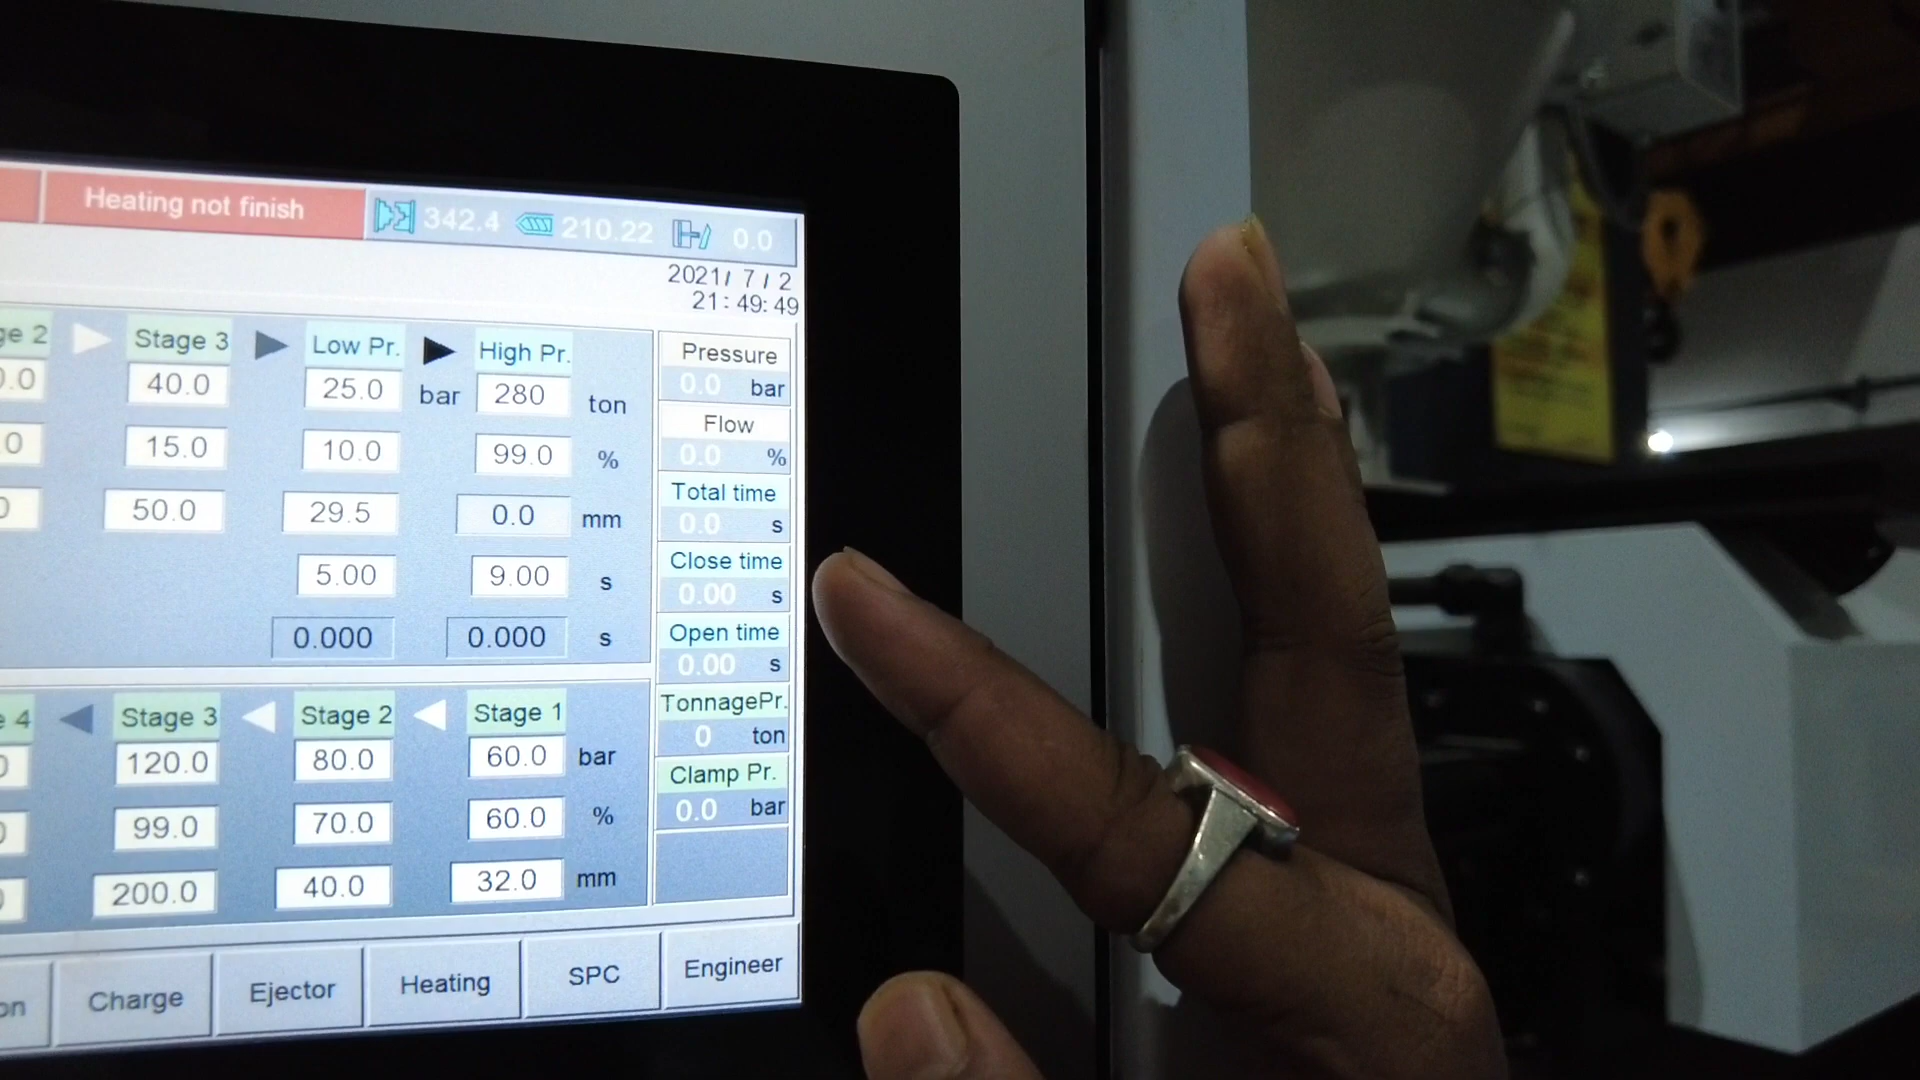 Heating not finish 342.4 210.22 0.0
2021/ 7 / 2
21:49:49
ge 2 Stage 3 Low Pr. High Pr.
0.0 40.0 25.0 bar 280 ton
.0 15.0 10.0 99.0 %
50.0 29.5 0.0 mm
5.00 9.00 s
0.000 0.000 s
Pressure
0.0 bar
Flow
0.0 %
Total time
0.0 s
Close time
0.00 s
Open time
0.00 s
TonnagePr.
0 ton
Clamp Pr.
0.0 bar
e 4 Stage 3 Stage 2 Stage 1
0 120.0 80.0 60.0 bar
0 99.0 70.0 60.0 %
200.0 40.0 32.0 mm
on Charge Ejector Heating SPC Engineer